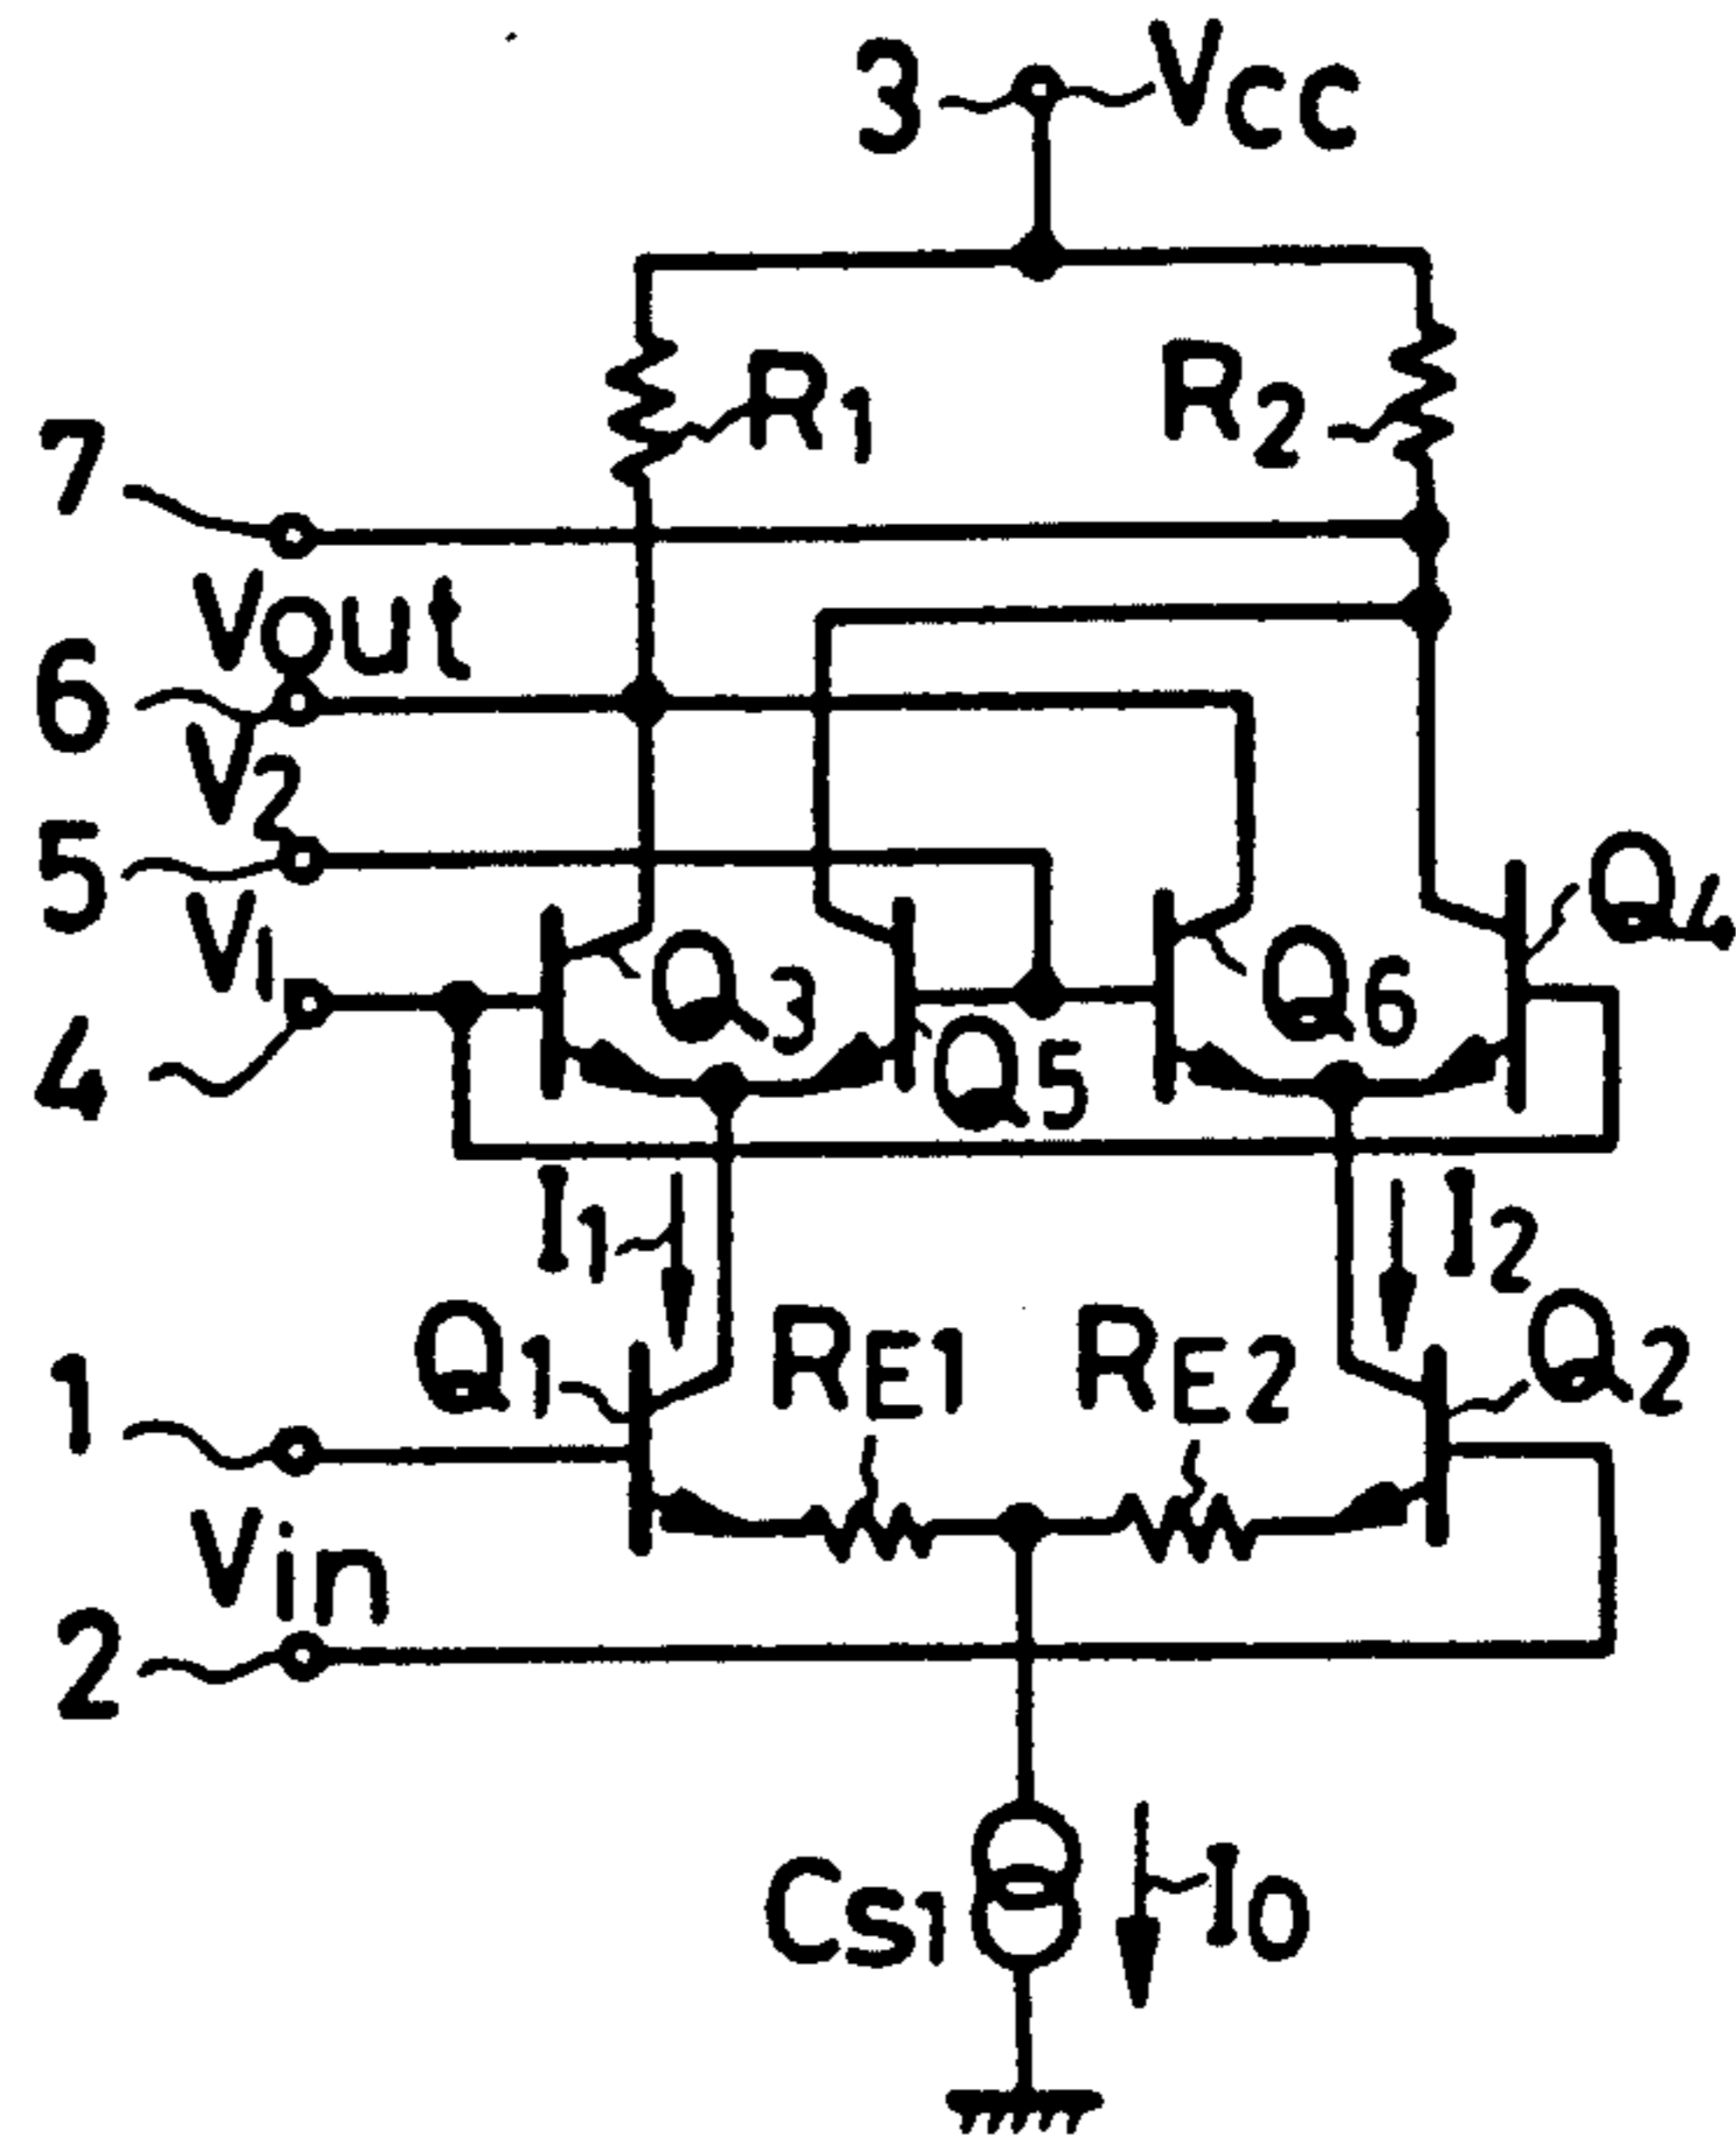 3 Vcc
R1 R2
7
Vout
6
V2
5
V1
4
Q3 Q5 Q6 Q4
I1 I2
Q1 RE1 RE2 Q2
1
Vin
2
Cs1 Io